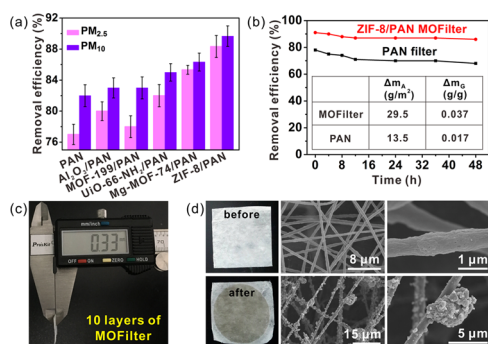 (a)
Removal efficiency (%)
92
88
84
80
76
PM2.5
PM10
PAN
Al2O3/PAN
MOF-199/PAN
UiO-66-NH2/PAN
Mg-MOF-74/PAN
ZIF-8/PAN
(b)
Removal efficiency (%)
100
80
60
40
20
0
ZIF-8/PAN MOFilter
PAN filter
ΔmA (g/m2) ΔmG (g/g)
MOFilter 29.5 0.037
PAN 13.5 0.017
0 8 16 24 32 40 48
Time (h)
(c)
mm/inch
0.33
OFF ON ZERO HOLD
10 layers of
MOFilter
(d)
before
8 μm
1 μm
after
15 μm
5 μm